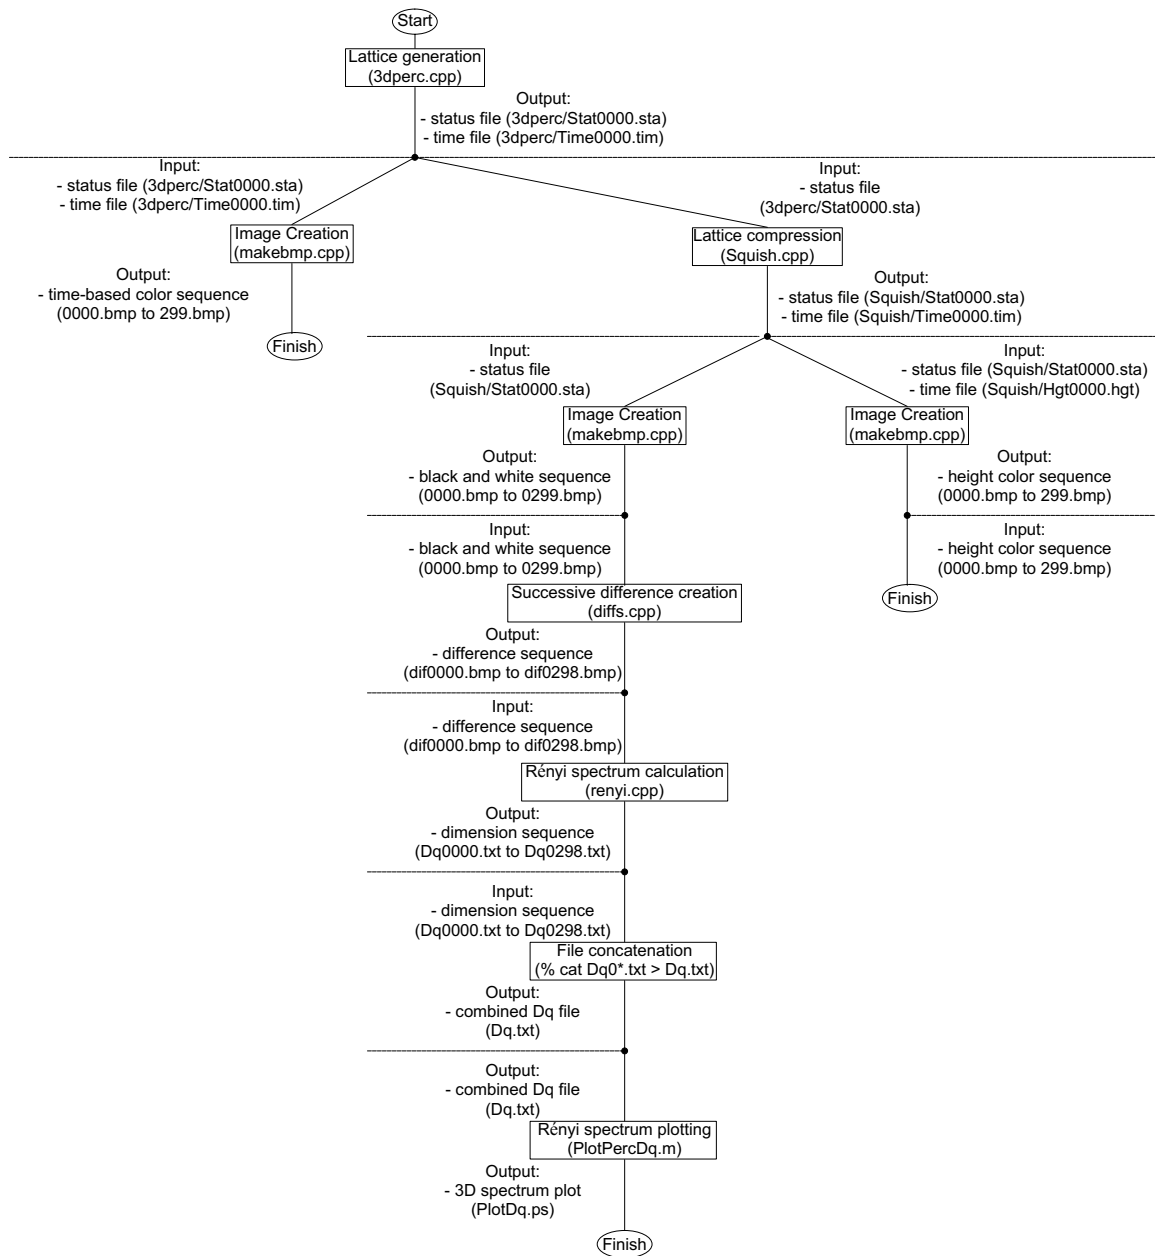 Start
Lattice generation
(3dperc.cpp)
Output:
- status file (3dperc/Stat0000.sta)
- time file (3dperc/Time0000.tim)
Input:
- status file (3dperc/Stat0000.sta)
- time file (3dperc/Time0000.tim)
Image Creation
(makebmp.cpp)
Output:
- time-based color sequence
(0000.bmp to 299.bmp)
Finish
Input:
- status file
(3dperc/Stat0000.sta)
Lattice compression
(Squish.cpp)
Output:
- status file (Squish/Stat0000.sta)
- time file (Squish/Time0000.tim)
Input:
- status file
(Squish/Stat0000.sta)
Image Creation
(makebmp.cpp)
Output:
- black and white sequence
(0000.bmp to 0299.bmp)
Input:
- black and white sequence
(0000.bmp to 0299.bmp)
Successive difference creation
(diffs.cpp)
Output:
- difference sequence
(dif0000.bmp to dif0298.bmp)
Input:
- difference sequence
(dif0000.bmp to dif0298.bmp)
Rényi spectrum calculation
(renyi.cpp)
Output:
- dimension sequence
(Dq0000.txt to Dq0298.txt)
Input:
- dimension sequence
(Dq0000.txt to Dq0298.txt)
File concatenation
(% cat Dq0*.txt > Dq.txt)
Output:
- combined Dq file
(Dq.txt)
Output:
- combined Dq file
(Dq.txt)
Rényi spectrum plotting
(PlotPercDq.m)
Output:
- 3D spectrum plot
(PlotDq.ps)
Finish
Input:
- status file (Squish/Stat0000.sta)
- time file (Squish/Hgt0000.hgt)
Image Creation
(makebmp.cpp)
Output:
- height color sequence
(0000.bmp to 299.bmp)
Input:
- height color sequence
(0000.bmp to 299.bmp)
Finish